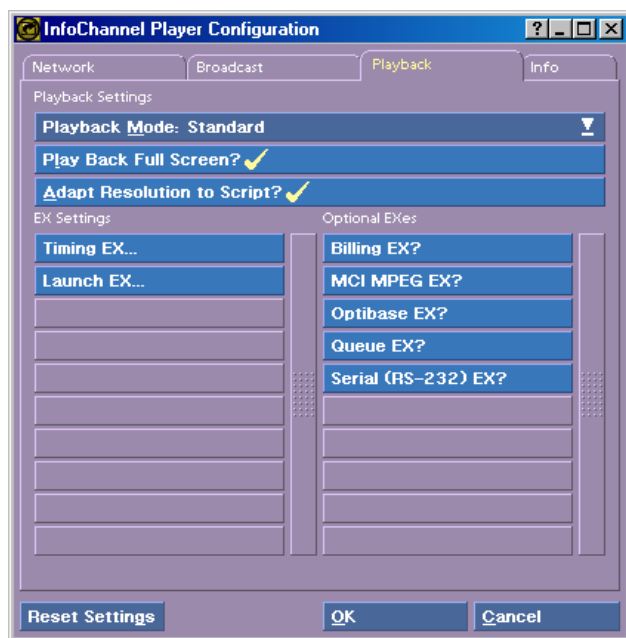 InfoChannel Player Configuration
Network Broadcast Playback Info
Playback Settings
Playback Mode: Standard
Play Back Full Screen?
Adapt Resolution to Script?
EX Settings Optional EXes
Timing EX... Billing EX?
Launch EX... MCI MPEG EX?
Optibase EX?
Queue EX?
Serial (RS-232) EX?
Reset Settings OK Cancel